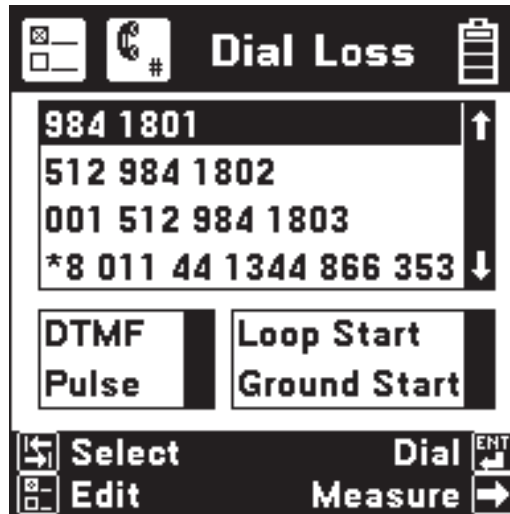 # Dial Loss
984 1801
512 984 1802
001 512 984 1803
*8 011 44 1344 866 353
DTMF Loop Start
Pulse Ground Start
Select Dial ENT
Edit Measure